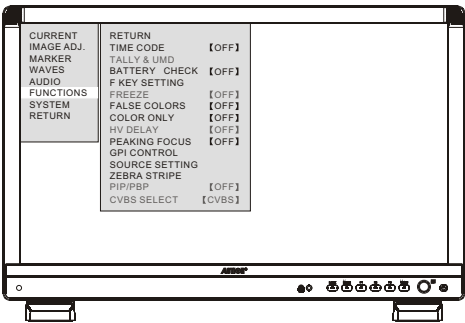 CURRENT
IMAGE ADJ.
MARKER
WAVES
AUDIO
FUNCTIONS
SYSTEM
RETURN
RETURN
TIME CODE 【OFF】
TALLY & UMD
BATTERY CHECK 【OFF】
F KEY SETTING
FREEZE 【OFF】
FALSE COLORS 【OFF】
COLOR ONLY 【OFF】
HV DELAY 【OFF】
PEAKING FOCUS 【OFF】
GPI CONTROL
SOURCE SETTING
ZEBRA STRIPE
PIP/PBP 【OFF】
CVBS SELECT 【CVBS】